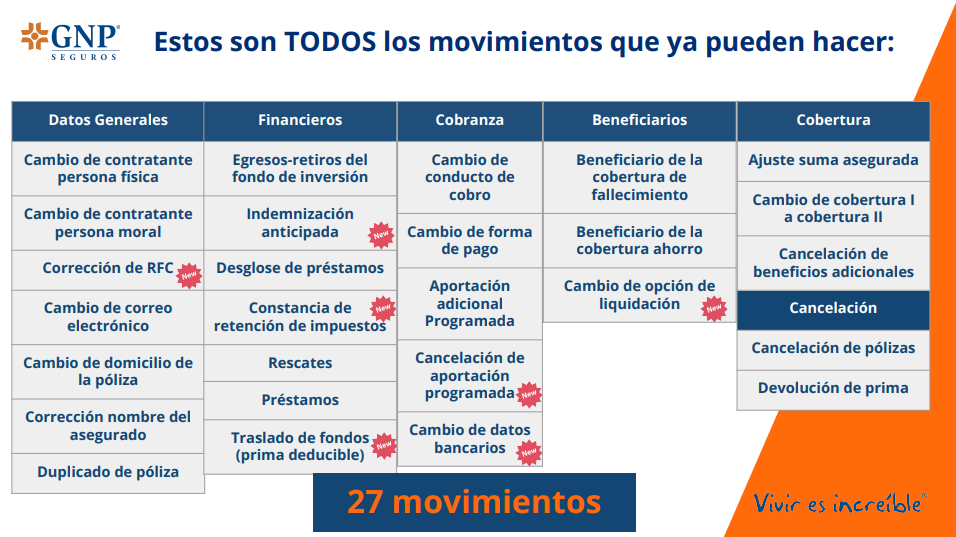 GNP®
SEGUROS
Estos son TODOS los movimientos que ya pueden hacer:
Datos Generales
Cambio de contratante
persona física
Cambio de contratante
persona moral
Corrección de RFC
New
Cambio de correo
electrónico
Cambio de domicilio de
la póliza
Corrección nombre del
asegurado
Duplicado de póliza
Financieros
Egresos-retiros del
fondo de inversión
Indemnización
anticipada
New
Desglose de préstamos
Constancia de
retención de impuestos
New
Rescates
Préstamos
Traslado de fondos
(prima deducible)
New
Cobranza
Cambio de
conducto de
cobro
Cambio de forma
de pago
Aportación
adicional
Programada
Cancelación de
aportación
programada
New
Cambio de datos
bancarios
New
Beneficiarios
Beneficiario de la
cobertura de
fallecimiento
Beneficiario de la
cobertura ahorro
Cambio de opción de
liquidación
New
Cobertura
Ajuste suma asegurada
Cambio de cobertura I
a cobertura II
Cancelación de
beneficios adicionales
Cancelación
Cancelación de pólizas
Devolución de prima
27 movimientos
Vivir es increíble®